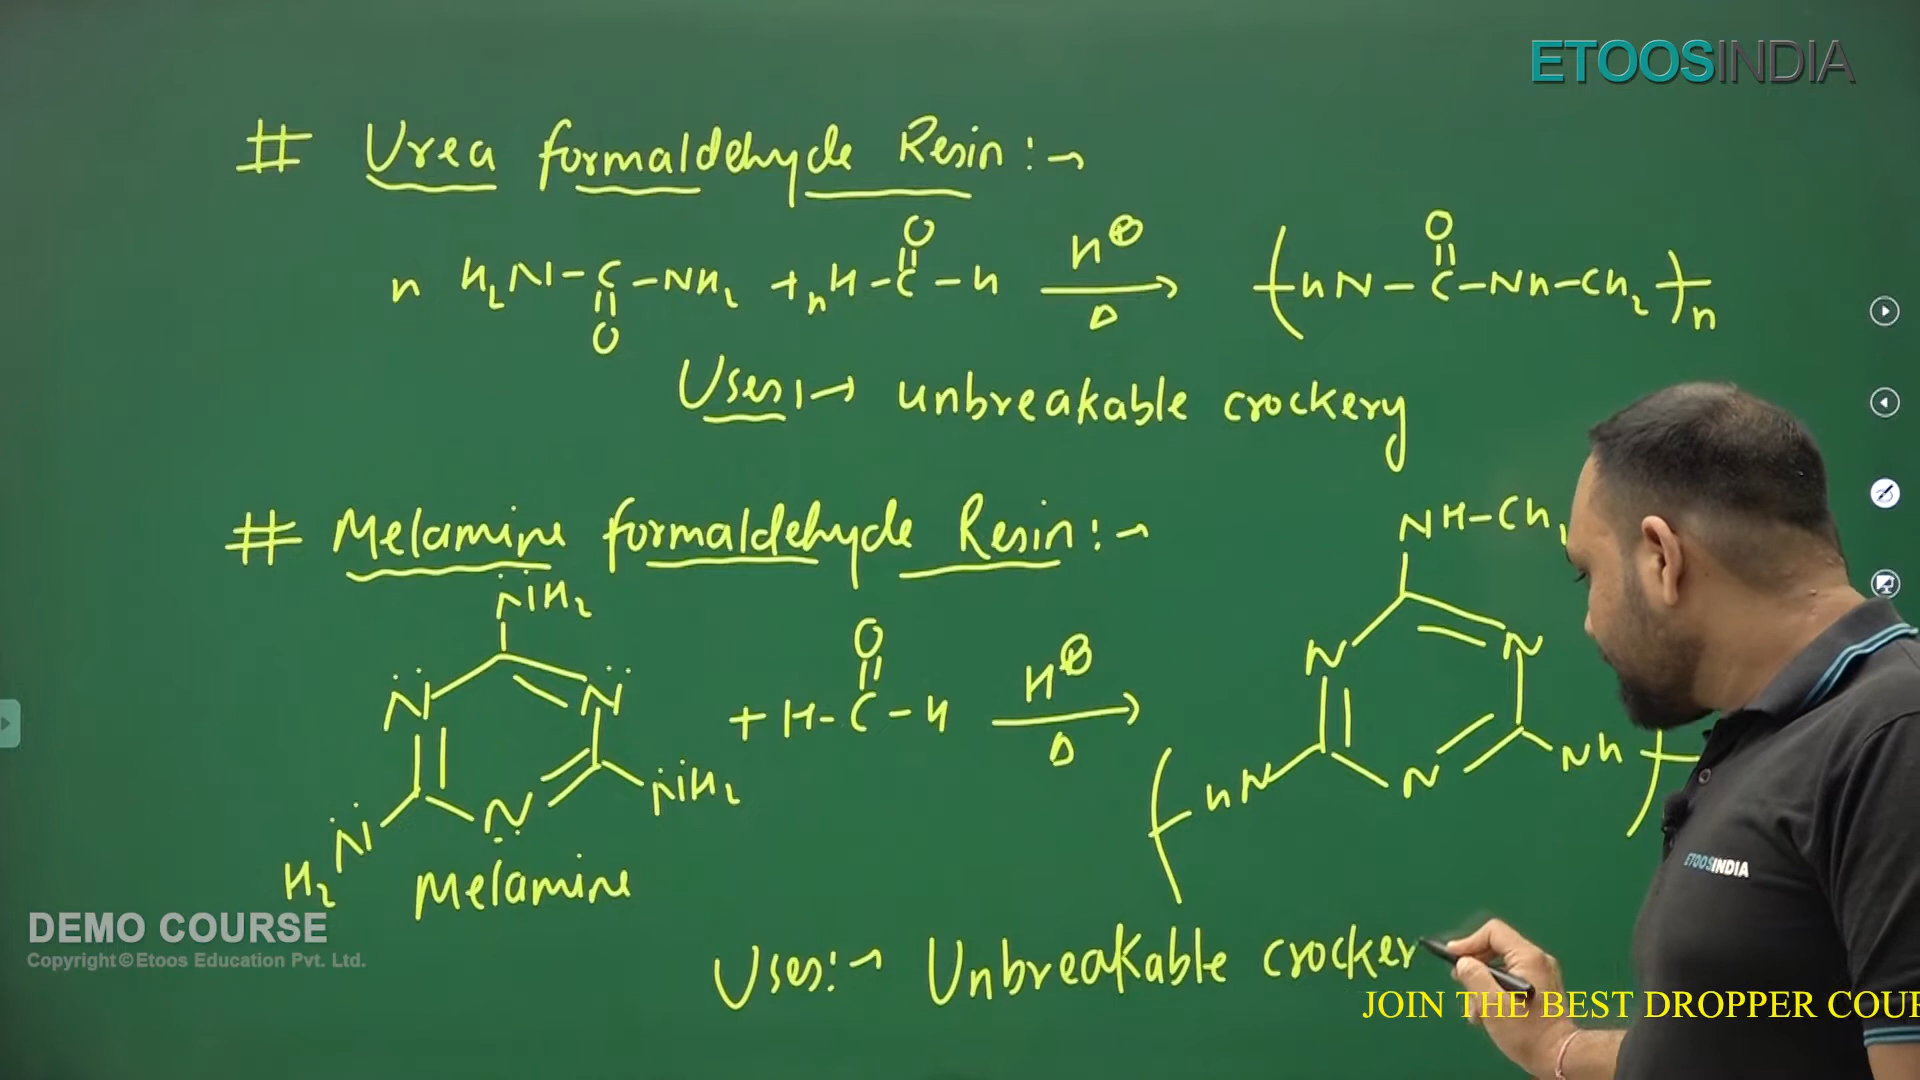 ETOOSINDIA
# Urea formaldehyde Resin :→
n H₂N-C-NH₂ + n H-C-H H⊕ Δ (HN-C-NH-CH₂)n
O O O
Uses :→ unbreakable crockery
# Melamine formaldehyde Resin :→
NH₂ N N NH₂ N H₂N
Melamine
+ H-C-H H⊕ Δ
O
NH-CH₂
N N
(HN N NH)
Uses :→ Unbreakable crocker
DEMO COURSE
Copyright © Etoos Education Pvt. Ltd.
ETOOSINDIA
JOIN THE BEST DROPPER COUR